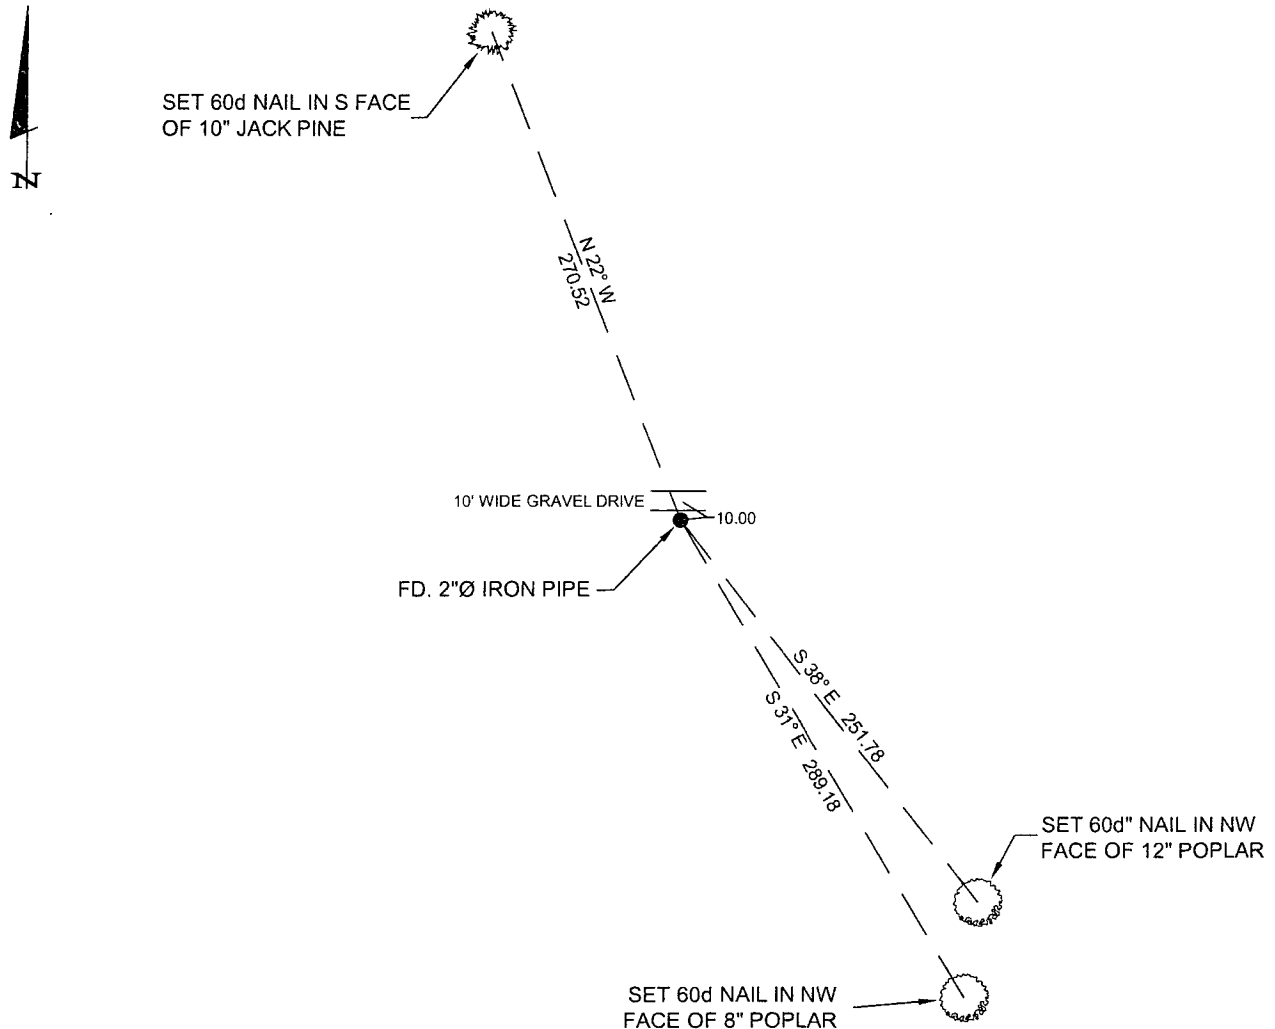 SET 60d NAIL IN S FACE
OF 10" JACK PINE
N
N 22° W
270.52
10' WIDE GRAVEL DRIVE
10.00
FD. 2"Ø IRON PIPE
S 38° E 251.78
S 31° E 289.18
SET 60d" NAIL IN NW
FACE OF 12" POPLAR
SET 60d NAIL IN NW
FACE OF 8" POPLAR